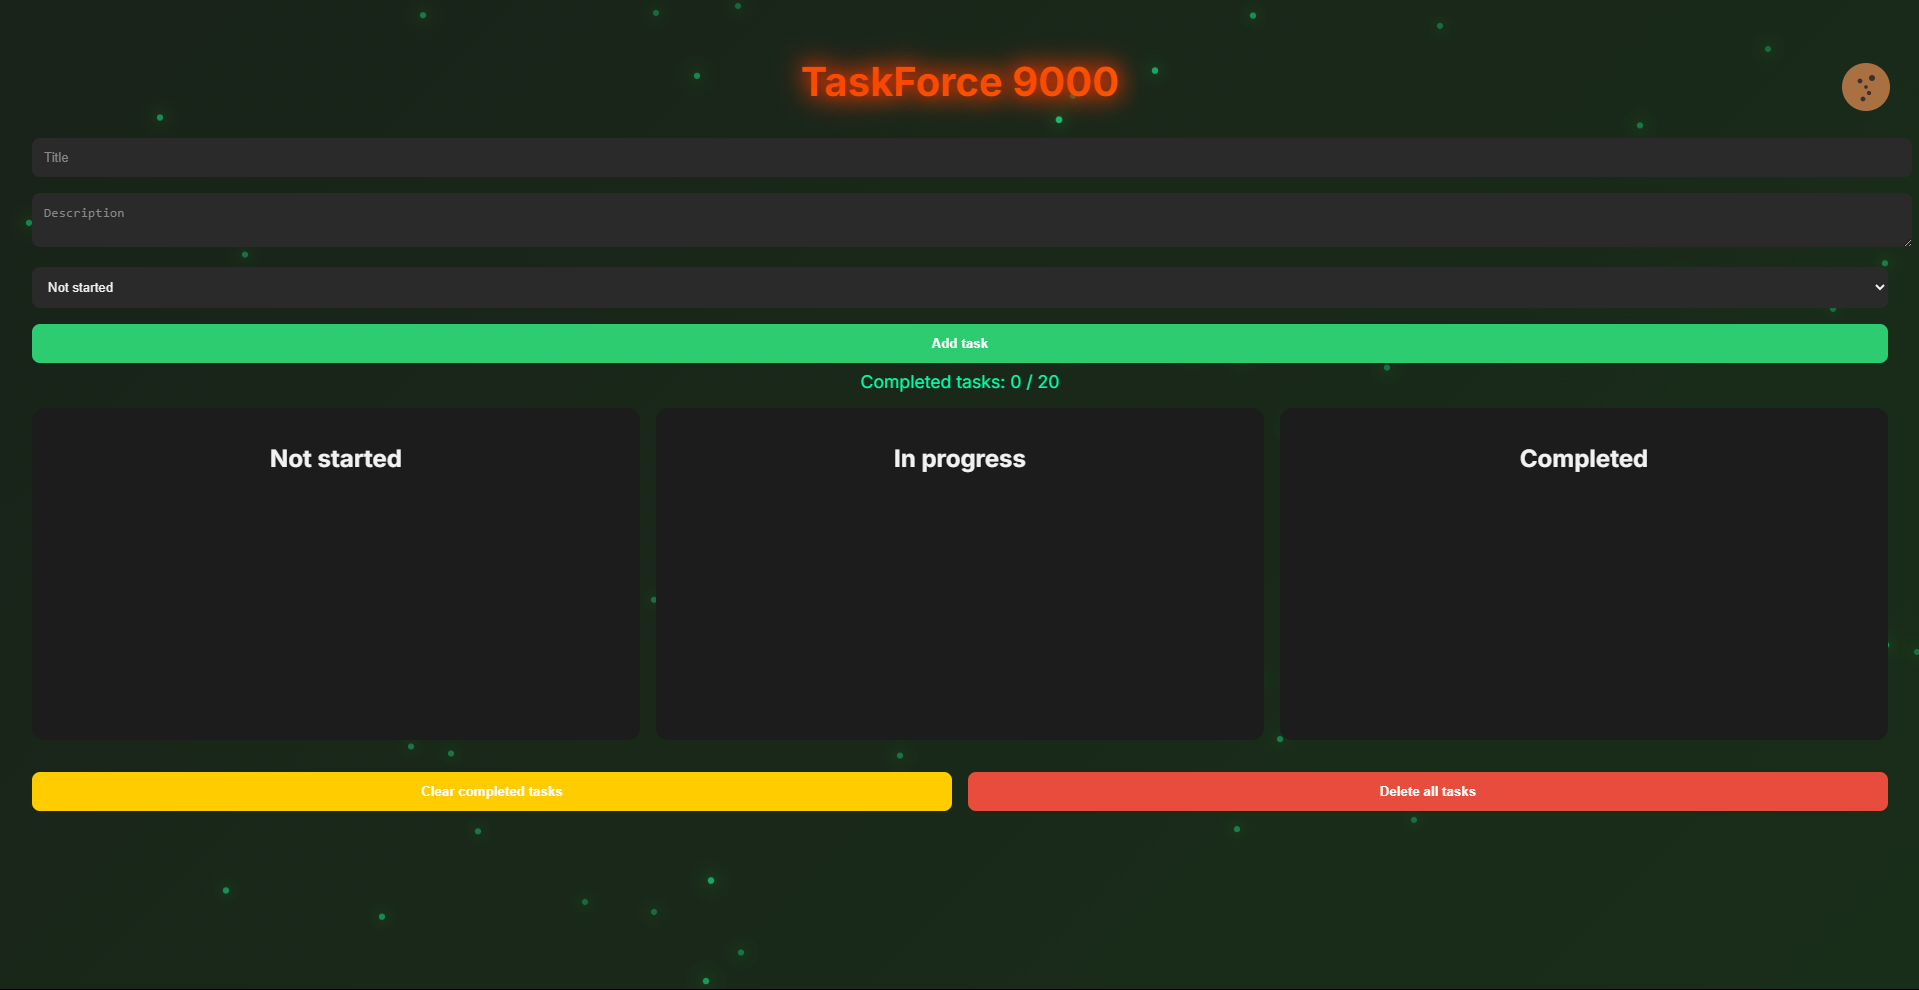 TaskForce 9000
Title
Description
Not started
Add task
Completed tasks: 0 / 20
Not started
In progress
Completed
Clear completed tasks
Delete all tasks